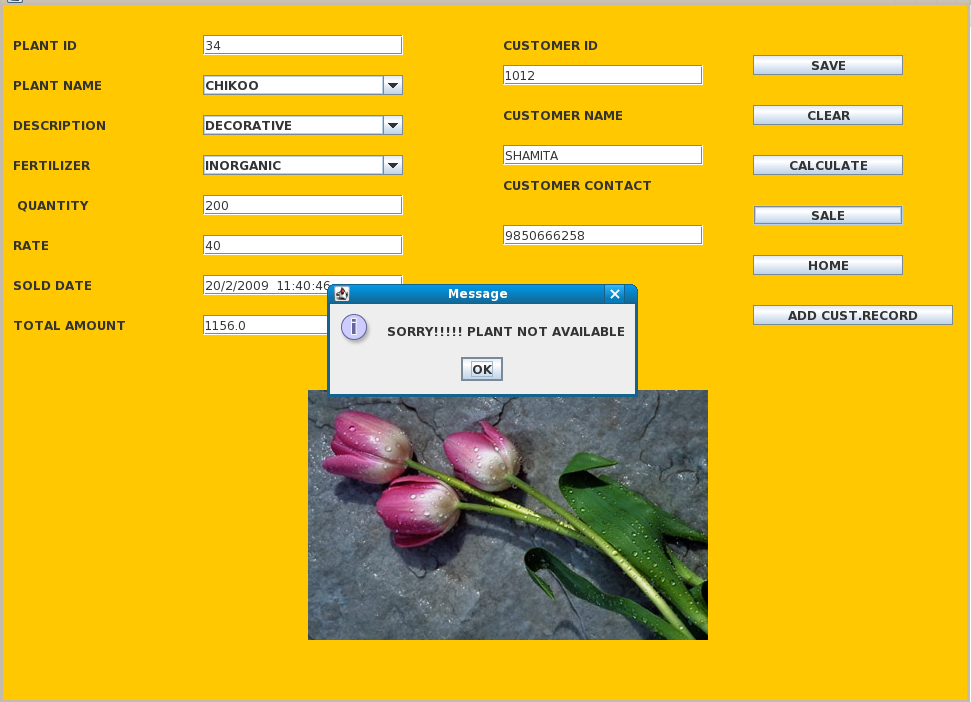 PLANT ID
34
PLANT NAME
CHIKOO
DESCRIPTION
DECORATIVE
FERTILIZER
INORGANIC
QUANTITY
200
RATE
40
SOLD DATE
20/2/2009 11:40:46
TOTAL AMOUNT
1156.0
CUSTOMER ID
1012
CUSTOMER NAME
SHAMITA
CUSTOMER CONTACT
9850666258
SAVE
CLEAR
CALCULATE
SALE
HOME
ADD CUST.RECORD
Message
SORRY!!!!! PLANT NOT AVAILABLE
OK